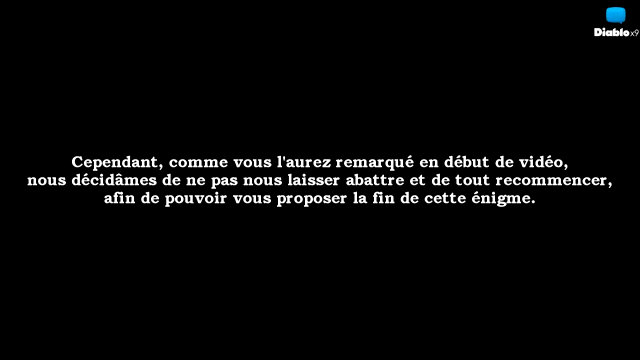 Diablox9
Cependant, comme vous l'aurez remarqué en début de vidéo,
nous décidâmes de ne pas nous laisser abattre et de tout recommencer,
afin de pouvoir vous proposer la fin de cette énigme.